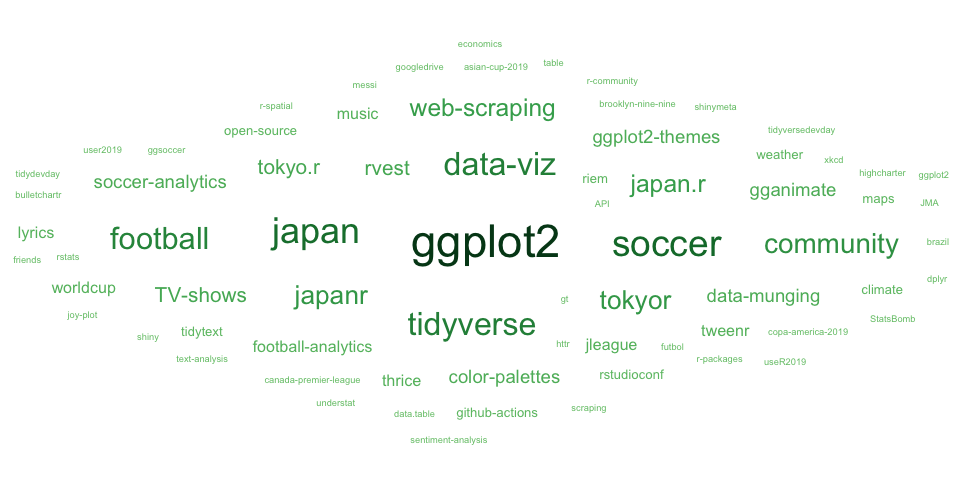 economics
googledrive asian-cup-2019 table
messi r-community
r-spatial music web-scraping brooklyn-nine-nine shinymeta
open-source ggplot2-themes tidyversedevday
user2019 ggsoccer tokyo.r rvest data-viz weather xkcd
tidydevday soccer-analytics riem japan.r gganimate highcharter ggplot2
bulletchartr API maps JMA
lyrics football japan ggplot2 soccer community brazil
friends rstats
worldcup TV-shows japanr gt tokyor data-munging climate dplyr
joy-plot StatsBomb
shiny tidytext tidyverse tweenr copa-america-2019
text-analysis football-analytics httr jleague futbol r-packages useR2019
canada-premier-league thrice color-palettes rstudioconf
understat data.table github-actions scraping
sentiment-analysis